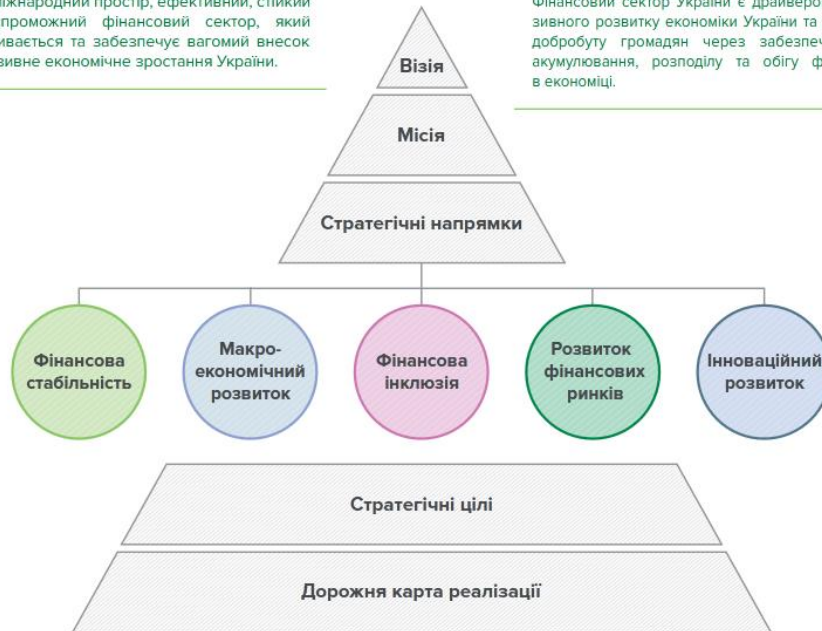 міжнародний простір, ефективний, стійкий
фінансовий сектор, який
та забезпечує вагомий внесок
економічне зростання України.
Фінансовий сектор України є
розвитку економіки України та
добробуту громадян через
акумулювання, розподілу та обігу
в економіці.
Візія
Місія
Стратегічні напрямки
Фінансова
стабільність
Макро-
економічний
розвиток
Фінансова
інклюзія
Розвиток
фінансових
ринків
Інноваційний
розвиток
Стратегічні цілі
Дорожня карта реалізації